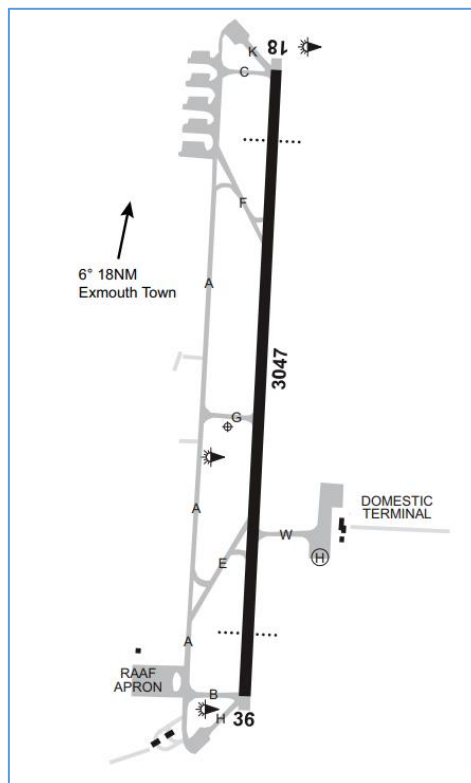 K
18
C
F
6° 18NM
Exmouth Town
A
3047
G
DOMESTIC
TERMINAL
A
W
H
E
A
RAAF
APRON
B
H
36